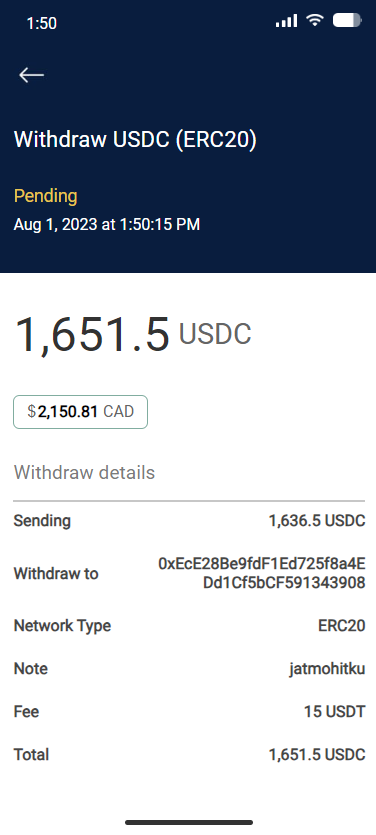 1:50
Withdraw USDC (ERC20)
Pending
Aug 1, 2023 at 1:50:15 PM
1,651.5 USDC
$2,150.81 CAD
Withdraw details
Sending 1,636.5 USDC
Withdraw to 0xEcE28Be9fdF1Ed725f8a4E
Dd1Cf5bCF591343908
Network Type ERC20
Note jatmohitku
Fee 15 USDT
Total 1,651.5 USDC